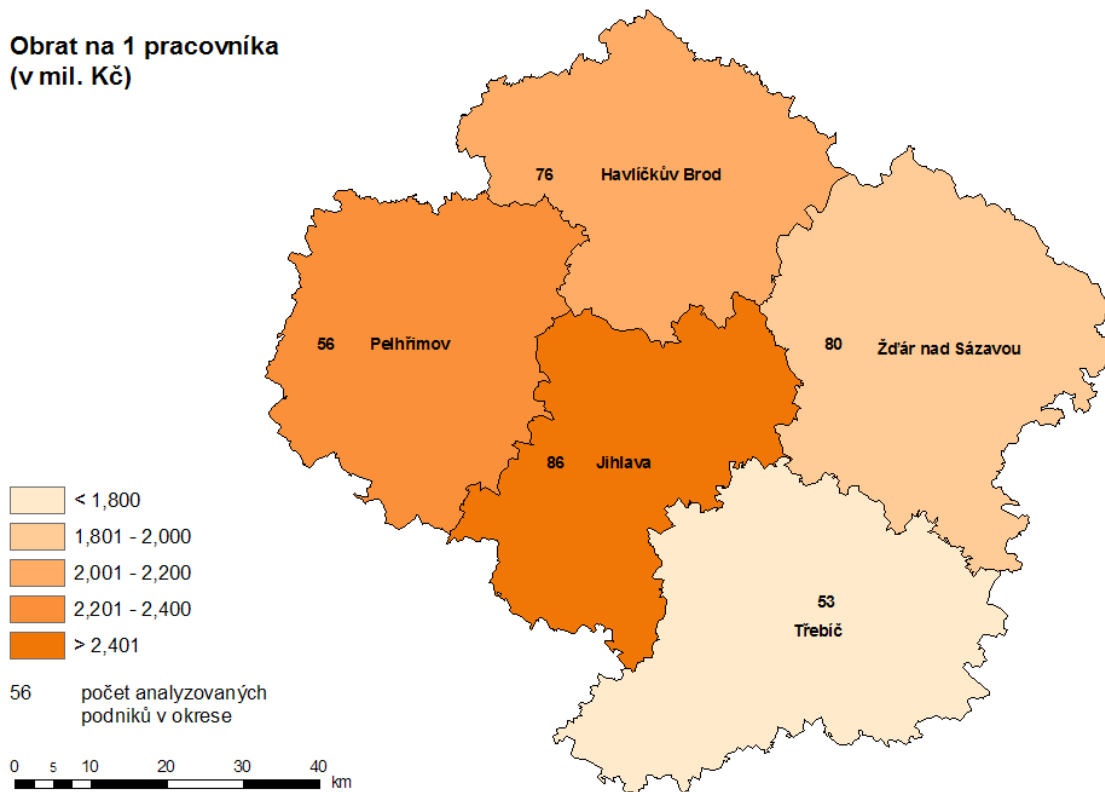 Obrat na 1 pracovníka
(v mil. Kč)
76 Havlíčkův Brod
56 Pelhřimov
80 Žďár nad Sázavou
86 Jihlava
53
Třebíč
< 1,800
1,801 - 2,000
2,001 - 2,200
2,201 - 2,400
> 2,401
56 počet analyzovaných
podniků v okrese
0 5 10 20 30 40
km